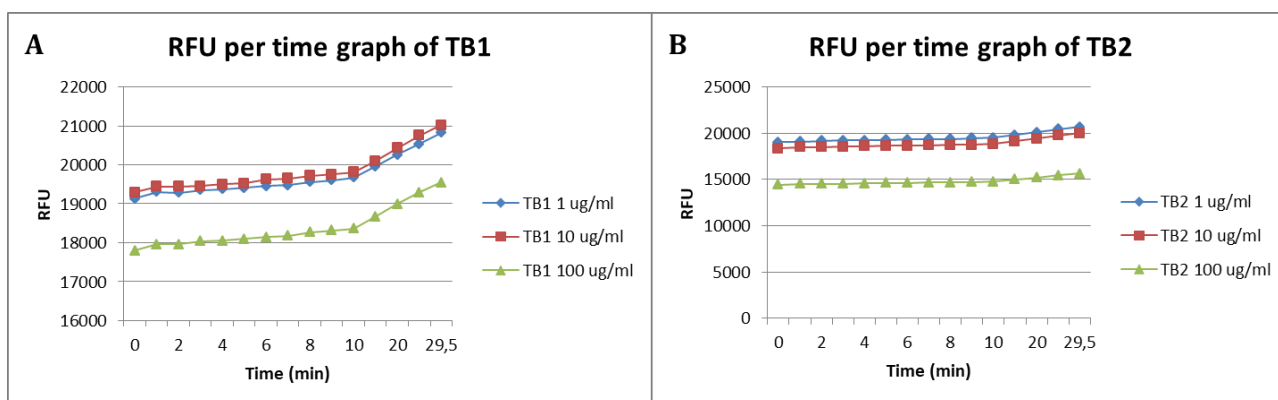 A
RFU per time graph of TB1
22000
21000
20000
19000
18000
17000
16000
RFU
0 2 4 6 8 10 20 29,5
Time (min)
TB1 1 ug/ml
TB1 10 ug/ml
TB1 100 ug/ml
B
RFU per time graph of TB2
25000
20000
15000
10000
5000
0
RFU
0 2 4 6 8 10 20 29,5
Time (min)
TB2 1 ug/ml
TB2 10 ug/ml
TB2 100 ug/ml